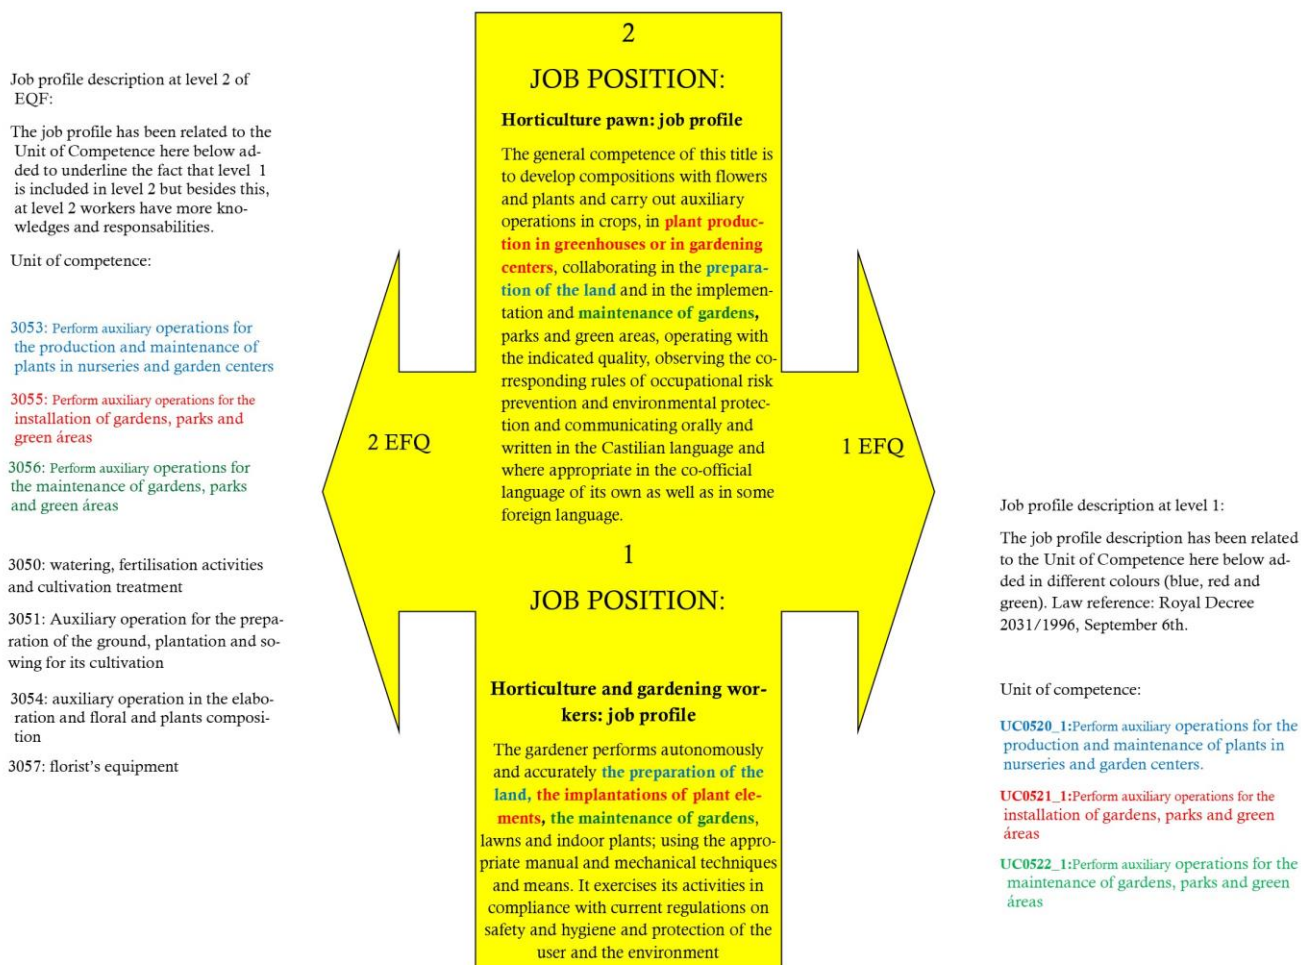 Job profile description at level 2 of
EQF:
The job profile has been related to the
Unit of Competence here below ad-
ded to underline the fact that level 1
is included in level 2 but besides this,
at level 2 workers have more kno-
wledges and responsabilities.
Unit of competence:
3053: Perform auxiliary operations for
the production and maintenance of
plants in nurseries and garden centers
3055: Perform auxiliary operations for the
installation of gardens, parks and
green áreas
3056: Perform auxiliary operations for
the maintenance of gardens, parks
and green áreas
3050: watering, fertilisation activities
and cultivation treatment
3051: Auxiliary operation for the prepa-
ration of the ground, plantation and so-
wing for its cultivation
3054: auxiliary operation in the elabo-
ration and floral and plants composi-
tion
3057: florist's equipment
2 EFQ
2
JOB POSITION:
Horticulture pawn: job profile
The general competence of this title is
to develop compositions with flowers
and plants and carry out auxiliary
operations in crops, in plant produc-
tion in greenhouses or in gardening
centers, collaborating in the prepara-
tion of the land and in the implemen-
tation and maintenance of gardens,
parks and green areas, operating with
the indicated quality, observing the co-
rresponding rules of occupational risk
prevention and environmental protec-
tion and communicating orally and
written in the Castilian language and
where appropriate in the co-official
language of its own as well as in some
foreign language.
1
JOB POSITION:
Horticulture and gardening wor-
kers: job profile
The gardener performs autonomously
and accurately the preparation of the
land, the implantations of plant ele-
ments, the maintenance of gardens,
lawns and indoor plants; using the appro-
priate manual and mechanical techniques
and means. It exercises its activities in
compliance with current regulations on
safety and hygiene and protection of the
user and the environment
1 EFQ
Job profile description at level 1:
The job profile description has been related
to the Unit of Competence here below ad-
ded in different colours (blue, red and
green). Law reference: Royal Decree
2031/1996, September 6th.
Unit of competence:
UC0520_1:Perform auxiliary operations for the
production and maintenance of plants in
nurseries and garden centers.
UC0521_1:Perform auxiliary operations for the
installation of gardens, parks and green
áreas
UC0522_1:Perform auxiliary operations for the
maintenance of gardens, parks and green
áreas